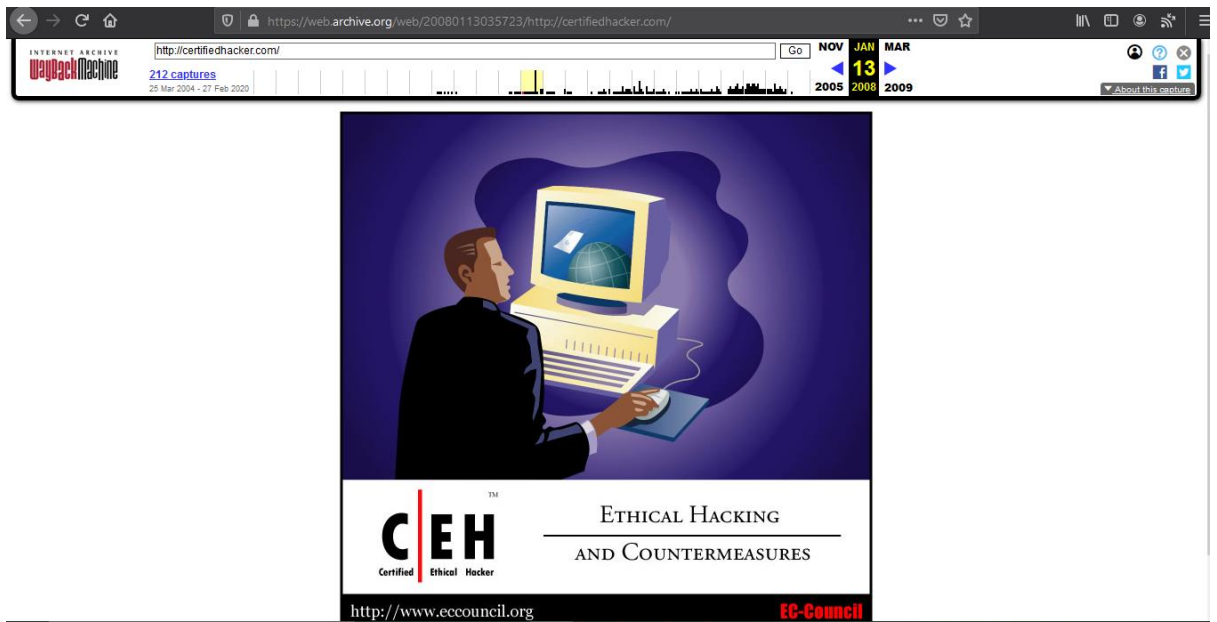 https://web.archive.org/web/20080113035723/http://certifiedhacker.com/
INTERNET ARCHIVE
WayBackMachine
http://certifiedhacker.com/
Go
NOV JAN MAR
13
2005 2008 2009
212 captures
25 Mar 2004 - 27 Feb 2020
About this capture
CEH
TM
Certified Ethical Hacker
ETHICAL HACKING
AND COUNTERMEASURES
http://www.eccouncil.org
EC-Council